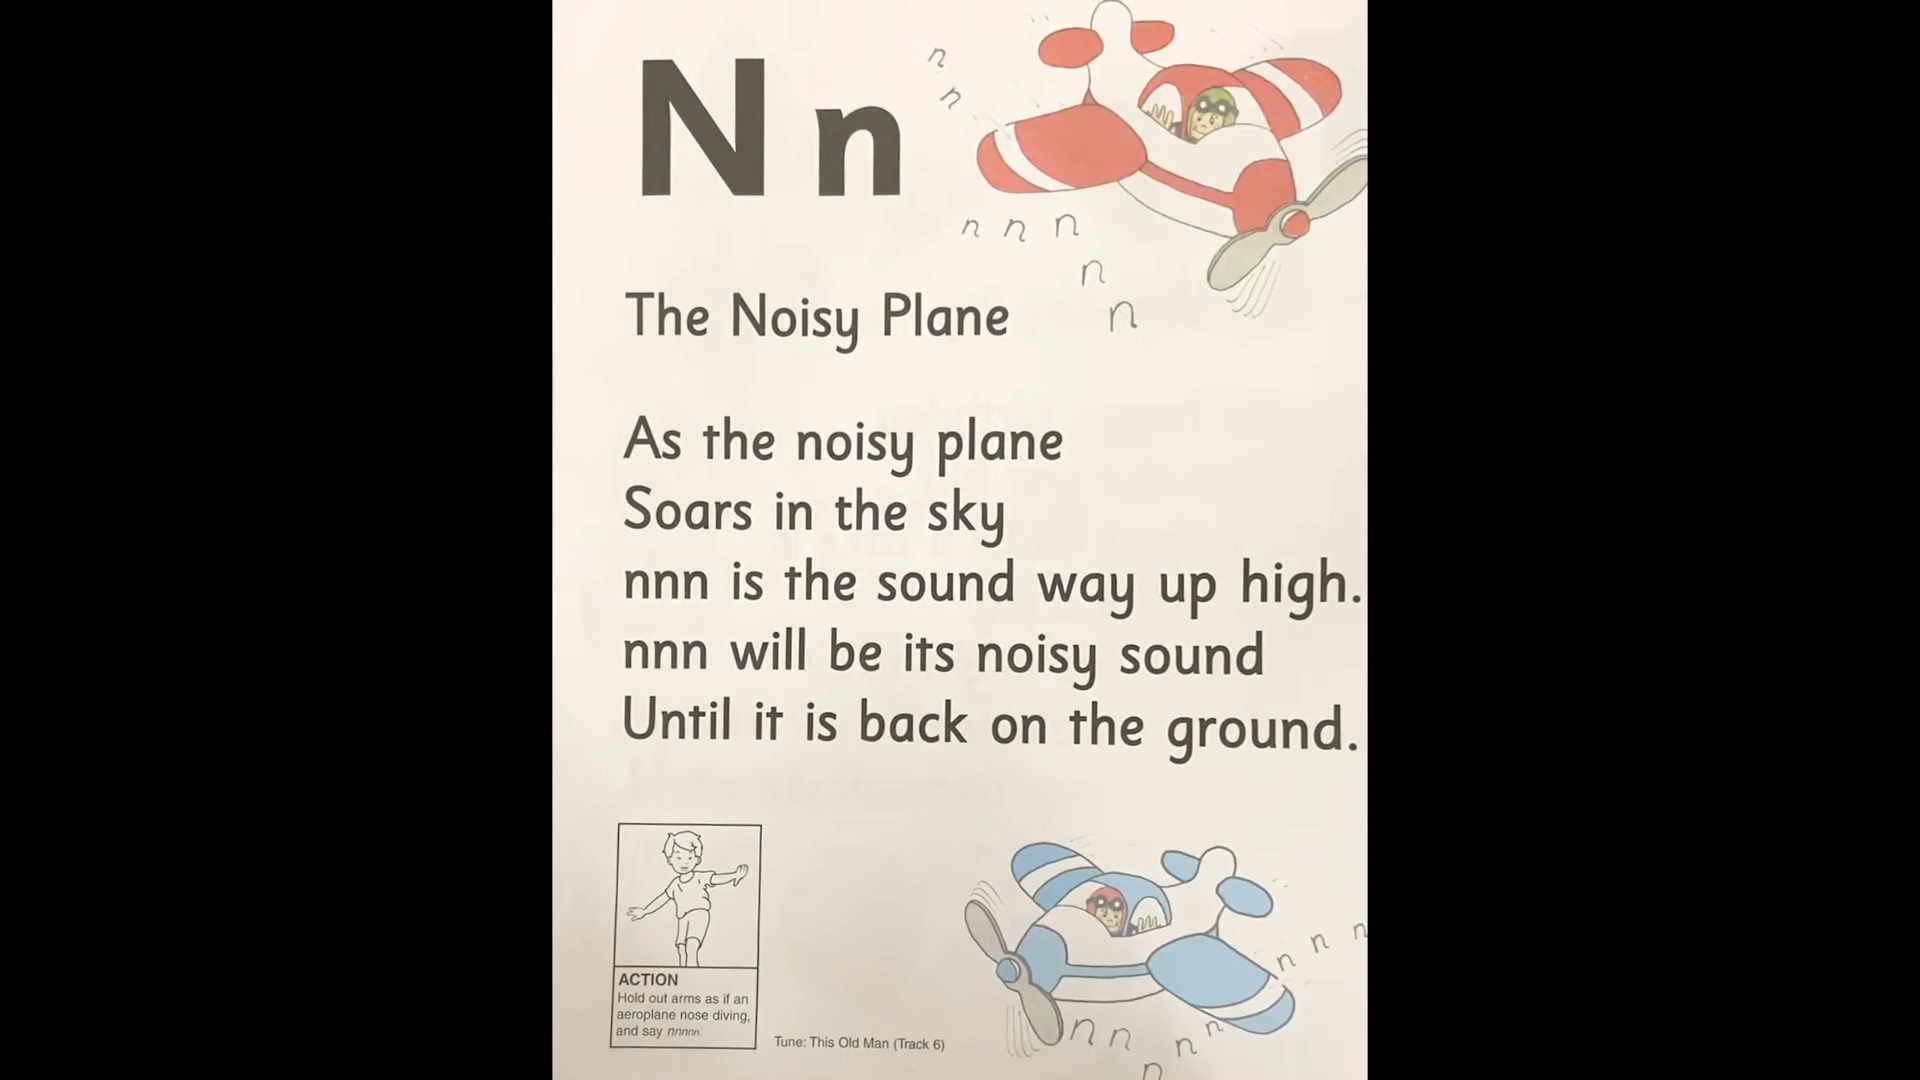 N n
n
n
n n n
n
n
The Noisy Plane
As the noisy plane
Soars in the sky
nnn is the sound way up high.
nnn will be its noisy sound
Until it is back on the ground.
ACTION
Hold out arms as if an
aeroplane nose diving,
and say nnnnn.
Tune: This Old Man (Track 6)
n n n
n n n n
n